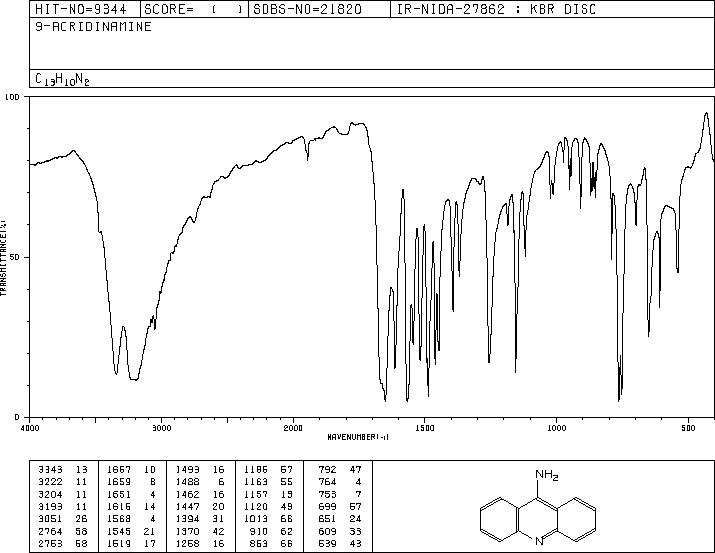 HIT-NO=9344 SCORE= ( ) SDBS-NO=21820 IR-NIDA-27862 : KBR DISC
9-ACRIDINAMINE
C13H10N2
100
TRANSMITTANCE(%)
50
0
4000 3000 2000 1500 1000 500
WAVENUMBER(-1)
3343 13 1667 10 1493 16 1186 57 792 47
3222 11 1659 8 1488 6 1163 55 764 4
3204 11 1651 4 1462 16 1157 13 753 7
3193 11 1616 14 1447 20 1120 49 699 57
3051 26 1568 4 1394 31 1013 66 651 24
2764 58 1545 21 1370 42 910 62 609 33
2753 58 1519 17 1258 16 863 66 539 43
NH2
N